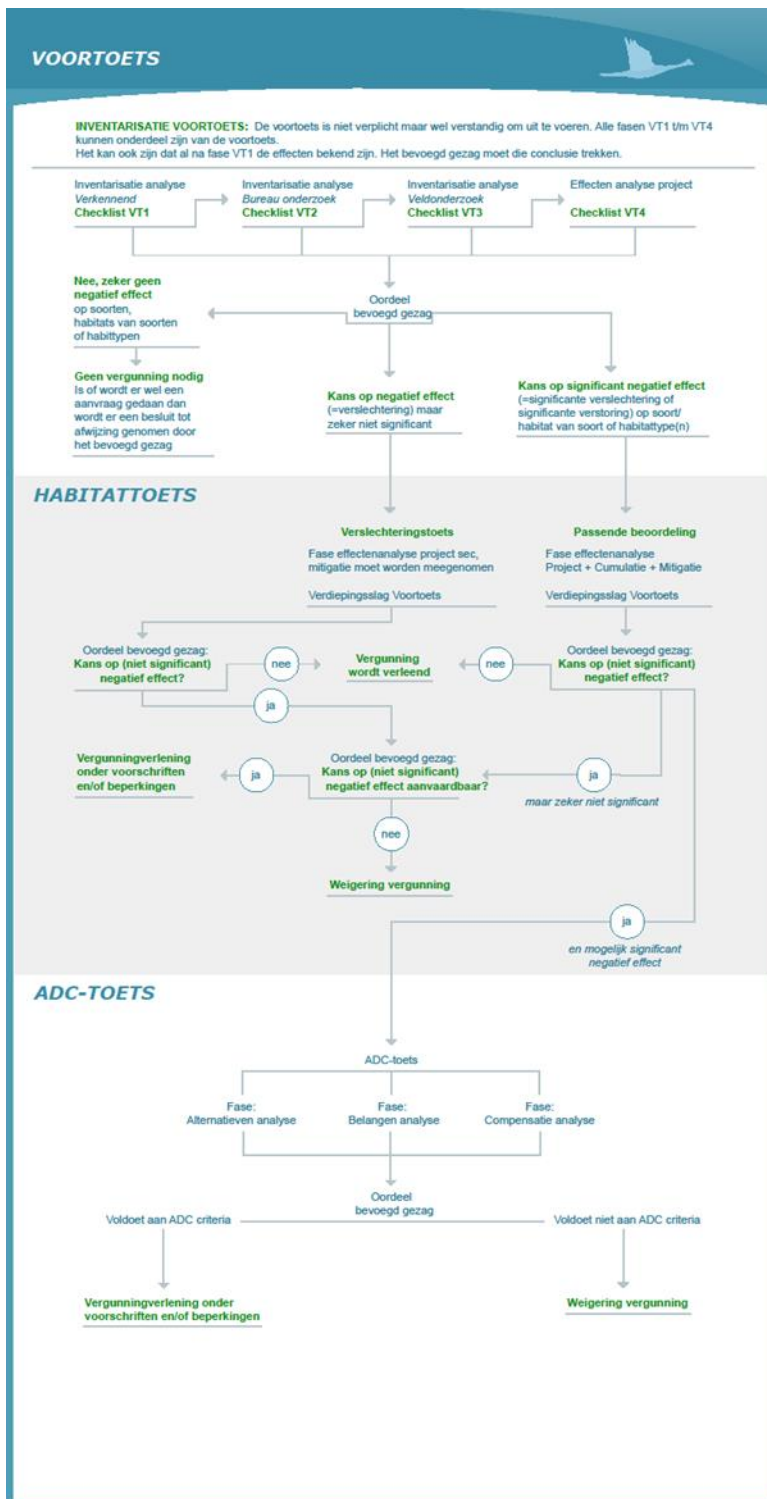 VOORTOETS
INVENTARISATIE VOORTOETS: De voortoets is niet verplicht maar wel verstandig om uit te voeren. Alle fasen VT1 t/m VT4
kunnen onderdeel zijn van de voortoets.
Het kan ook zijn dat al na fase VT1 de effecten bekend zijn. Het bevoegd gezag moet die conclusie trekken.
Inventarisatie analyse
Verkennend
Checklist VT1
Inventarisatie analyse
Bureau onderzoek
Checklist VT2
Inventarisatie analyse
Veldonderzoek
Checklist VT3
Effecten analyse project
Checklist VT4
Oordeel
bevoegd gezag
Nee, zeker geen
negatief effect
op soorten,
habitats van soorten
of habittypen
Geen vergunning nodig
Is of wordt er wel een
aanvraag gedaan dan
wordt er een besluit tot
afwijzing genomen door
het bevoegd gezag
Kans op negatief effect
(=verslechtering) maar
zeker niet significant
Kans op significant negatief effect
(=significante verslechtering of
significante verstoring) op soort/
habitat van soort of habitattype(n)
HABITATTOETS
Verslechteringstoets
Fase effectenanalyse project sec,
mitigatie moet worden meegenomen
Verdiepingsslag Voortoets
Passende beoordeling
Fase effectenanalyse
Project + Cumulatie + Mitigatie
Verdiepingsslag Voortoets
Oordeel bevoegd gezag:
Kans op (niet significant)
negatief effect?
nee
Vergunning
wordt verleend
nee
Oordeel bevoegd gezag:
Kans op (niet significant)
negatief effect?
ja
Vergunningverlening
onder voorschriften
en/of beperkingen
ja
Oordeel bevoegd gezag:
Kans op (niet significant)
negatief effect aanvaardbaar?
ja
maar zeker niet significant
nee
Weigering vergunning
ja
en mogelijk significant
negatief effect
ADC-TOETS
ADC-toets
Fase:
Alternatieven analyse
Fase:
Belangen analyse
Fase:
Compensatie analyse
Oordeel
bevoegd gezag
Voldoet aan ADC criteria
Voldoet niet aan ADC criteria
Vergunningverlening onder
voorschriften en/of beperkingen
Weigering vergunning